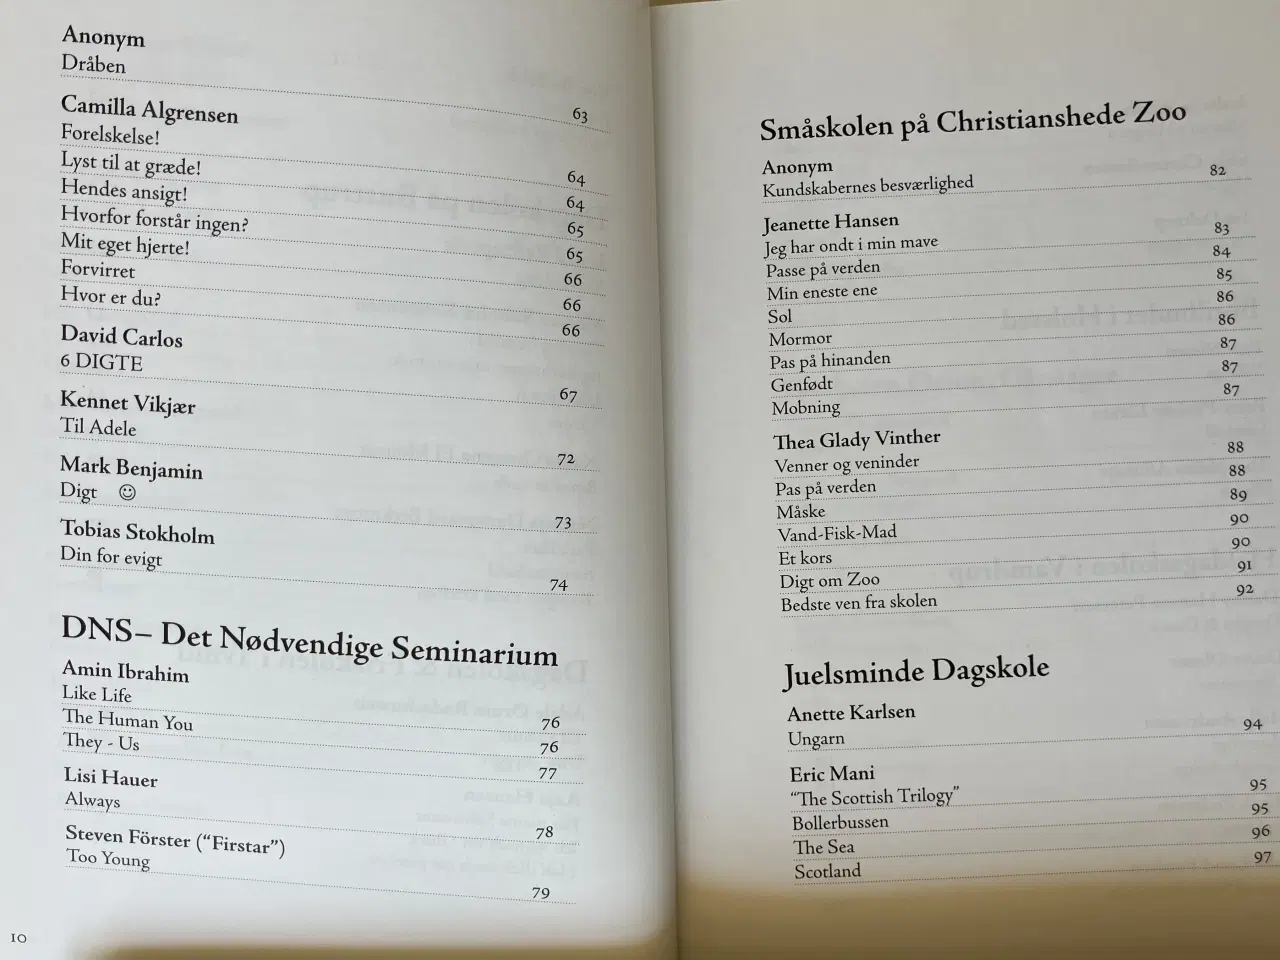 Anonym
Dråben 63
Camilla Algrensen
Forelskelse! 64
Lyst til at græde! 64
Hendes ansigt! 65
Hvorfor forstår ingen? 65
Mit eget hjerte! 66
Forvirret 66
Hvor er du? 66
David Carlos
6 DIGTE 67
Kennet Vikjær
Til Adele 72
Mark Benjamin
Digt ☺ 73
Tobias Stokholm
Din for evigt 74
DNS– Det Nødvendige Seminarium
Amin Ibrahim
Like Life 76
The Human You 76
They - Us 77
Lisi Hauer
Always 78
Steven Förster (“Firstar”)
Too Young 79
10
Småskolen på Christianshede Zoo
Anonym
Kundskabernes besværlighed 82
Jeanette Hansen
Jeg har ondt i min mave 83
Passe på verden 84
Min eneste ene 85
Sol 86
Mormor 86
Pas på hinanden 87
Genfødt 87
Mobning 87
Thea Glady Vinther
Venner og veninder 88
Pas på verden 88
Måske 89
Vand-Fisk-Mad 90
Et kors 90
Digt om Zoo 91
Bedste ven fra skolen 92
Juelsminde Dagskole
Anette Karlsen
Ungarn 94
Eric Mani
“The Scottish Trilogy” 95
Bollerbussen 95
The Sea 96
Scotland 97